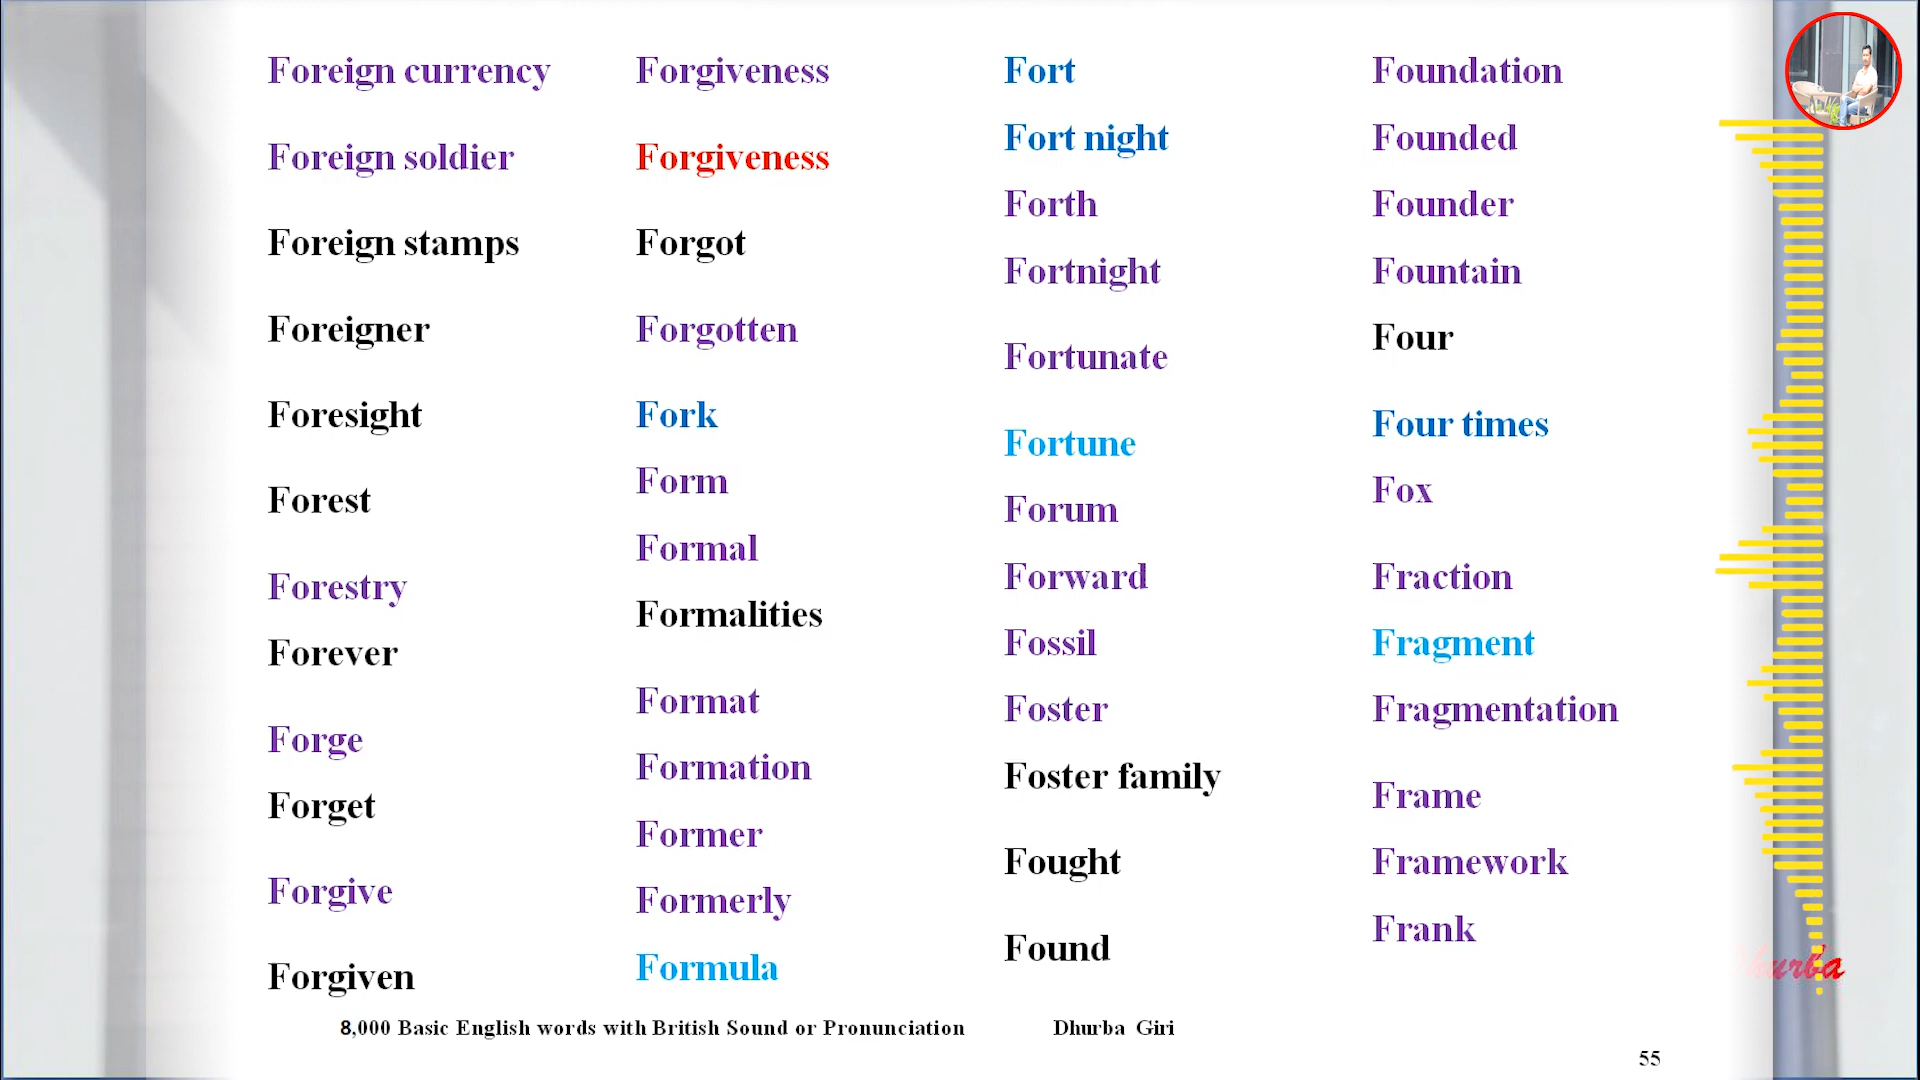 Foreign currency
Foreign soldier
Foreign stamps
Foreigner
Foresight
Forest
Forestry
Forever
Forge
Forget
Forgive
Forgiven
Forgiveness
Forgiveness
Forgot
Forgotten
Fork
Form
Formal
Formalities
Format
Formation
Former
Formerly
Formula
Fort
Fort night
Forth
Fortnight
Fortunate
Fortune
Forum
Forward
Fossil
Foster
Foster family
Fought
Found
Foundation
Founded
Founder
Fountain
Four
Four times
Fox
Fraction
Fragment
Fragmentation
Frame
Framework
Frank
8,000 Basic English words with British Sound or Pronunciation Dhurba Giri
55